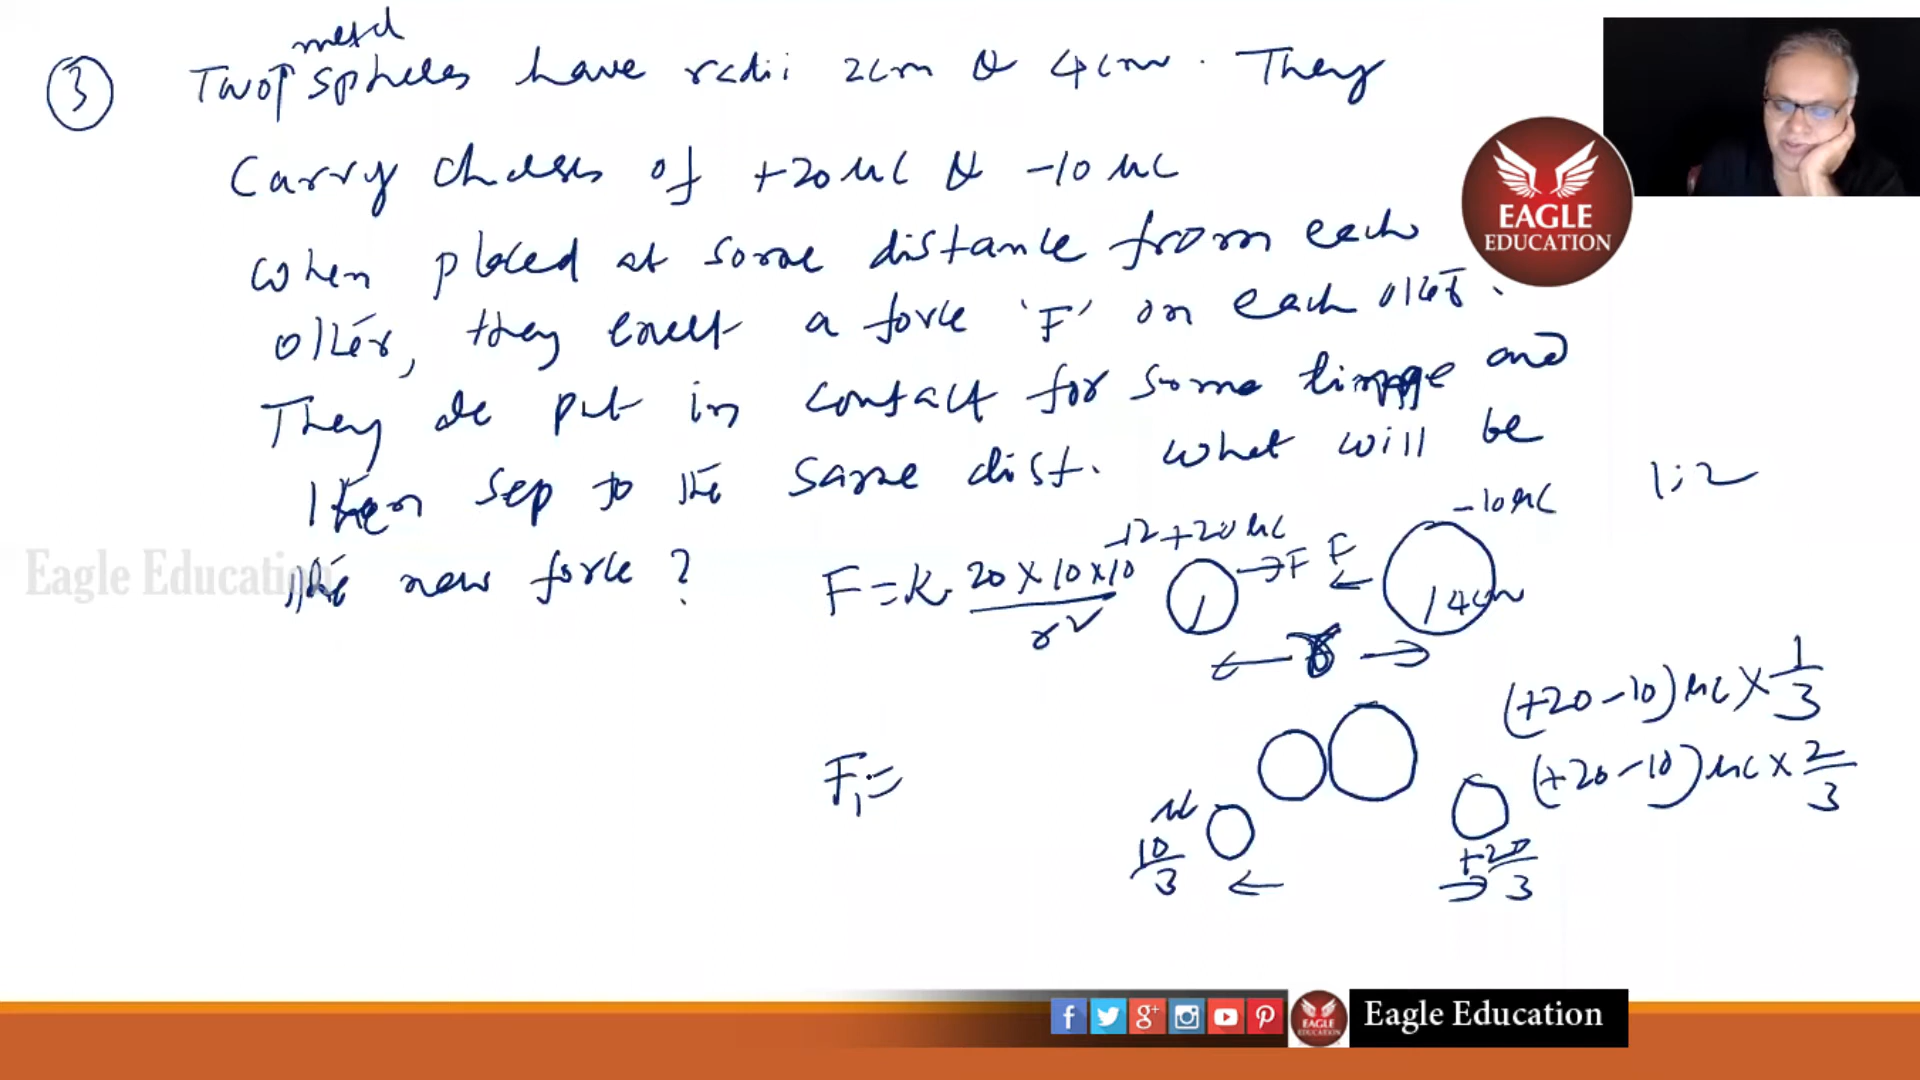 ③ Two metal spheres have radii 2cm & 4cm. They
Carry charges of +20μC & -10μC
When placed at some distance from each
other, they exert a force 'F' on each other.
They are put in contact for some time and
then sep to the same dist. What will be
the new force?
1:2
F = k 20 × 10 × 10^-12 / r²
+20μC
-10μC
→F F←
4cm
← r →
(+20-10)μC × 1/3
(+20-10)μC × 2/3
F₁ =
μC
10/3
←
+20/3
→
EAGLE
EDUCATION
Eagle Education
f
g+
EAGLE
EDUCATION
Eagle Education